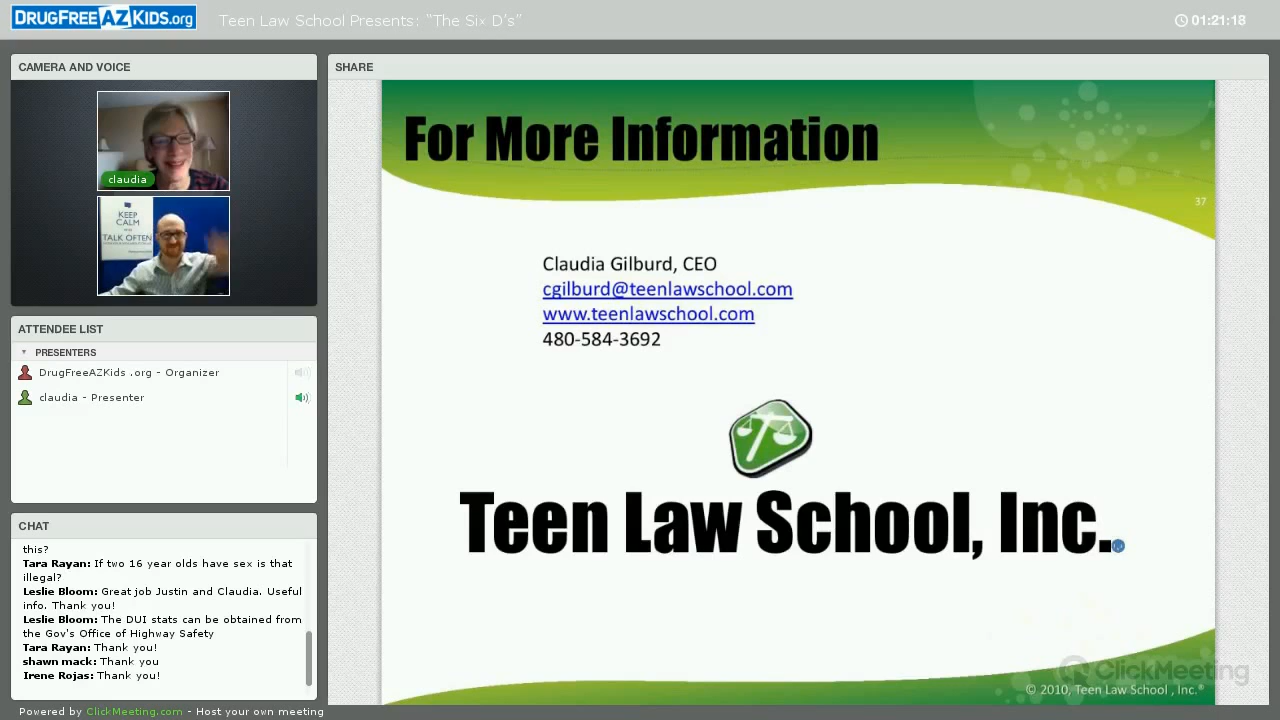 DRUGFREEAZKIDS.org
Teen Law School Presents: "The Six D's"
01:21:18
CAMERA AND VOICE
claudia
KEEP
CALM
TALK OFTEN
ATTENDEE LIST
PRESENTERS
DrugFreeAZKids .org - Organizer
claudia - Presenter
CHAT
this?
Tara Rayan: If two 16 year olds have sex is that
illegal?
Leslie Bloom: Great job Justin and Claudia. Useful
info. Thank you!
Leslie Bloom: The DUI stats can be obtained from
the Gov's Office of Highway Safety
Tara Rayan: Thank you!
shawn mack: Thank you
Irene Rojas: Thank you!
Powered by ClickMeeting.com - Host your own meeting
SHARE
For More Information
37
Claudia Gilburd, CEO
cgilburd@teenlawschool.com
www.teenlawschool.com
480-584-3692
Teen Law School, Inc.
ClickMeeting
© 2010, Teen Law School , Inc.®